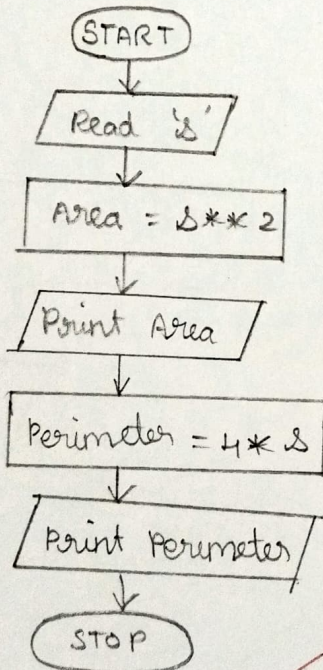 START
Read 's'
Area = s** 2
Print Area
Perimeter = 4* s
Print Perimeter
STOP